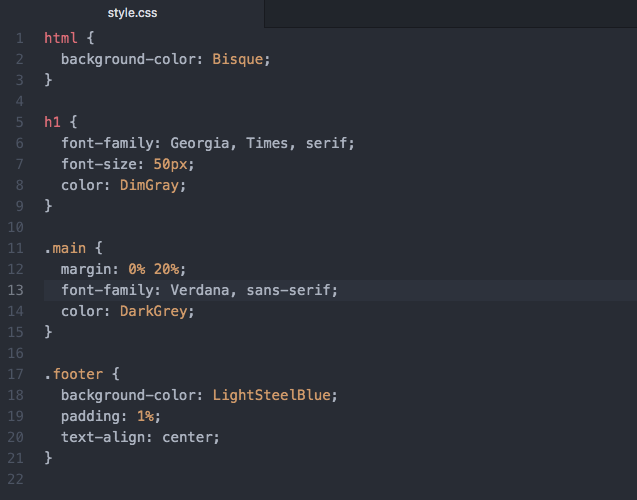 style.css
1 html {
2   background-color: Bisque;
3 }
4
5 h1 {
6   font-family: Georgia, Times, serif;
7   font-size: 50px;
8   color: DimGray;
9 }
10
11 .main {
12   margin: 0% 20%;
13   font-family: Verdana, sans-serif;
14   color: DarkGrey;
15 }
16
17 .footer {
18   background-color: LightSteelBlue;
19   padding: 1%;
20   text-align: center;
21 }
22